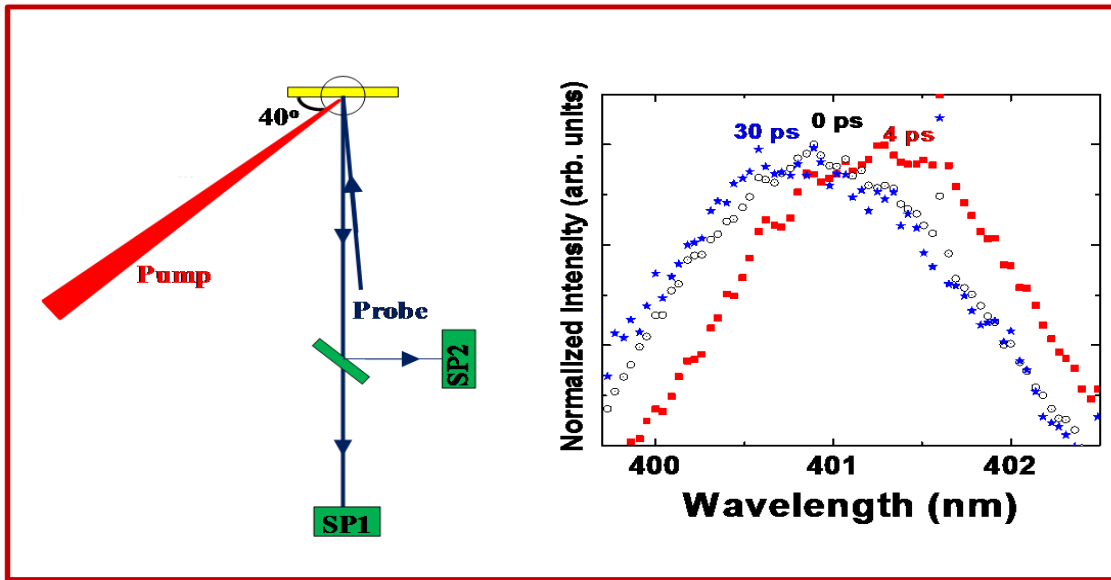 40°
Pump
Probe
SP2
SP1
30 ps
0 ps
4 ps
Normalized Intensity (arb. units)
400
401
402
Wavelength (nm)